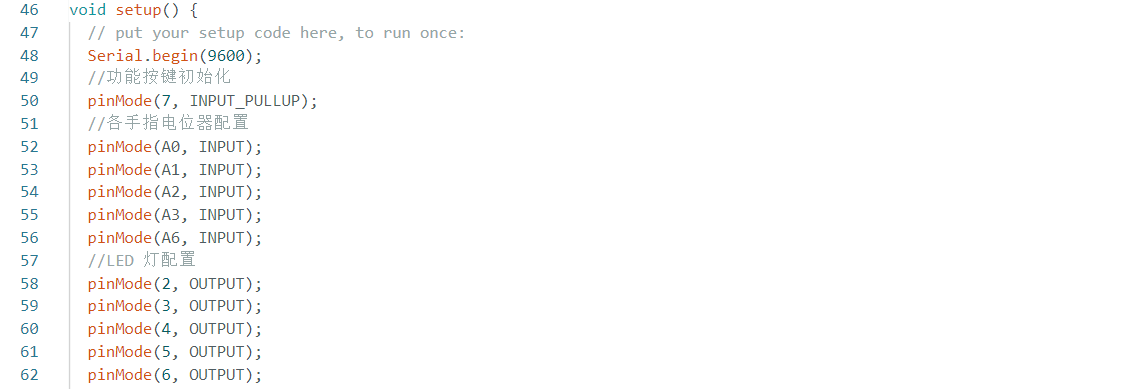 46 void setup() {
47 // put your setup code here, to run once:
48 Serial.begin(9600);
49 //功能按键初始化
50 pinMode(7, INPUT_PULLUP);
51 //各手指电位器配置
52 pinMode(A0, INPUT);
53 pinMode(A1, INPUT);
54 pinMode(A2, INPUT);
55 pinMode(A3, INPUT);
56 pinMode(A6, INPUT);
57 //LED 灯配置
58 pinMode(2, OUTPUT);
59 pinMode(3, OUTPUT);
60 pinMode(4, OUTPUT);
61 pinMode(5, OUTPUT);
62 pinMode(6, OUTPUT);